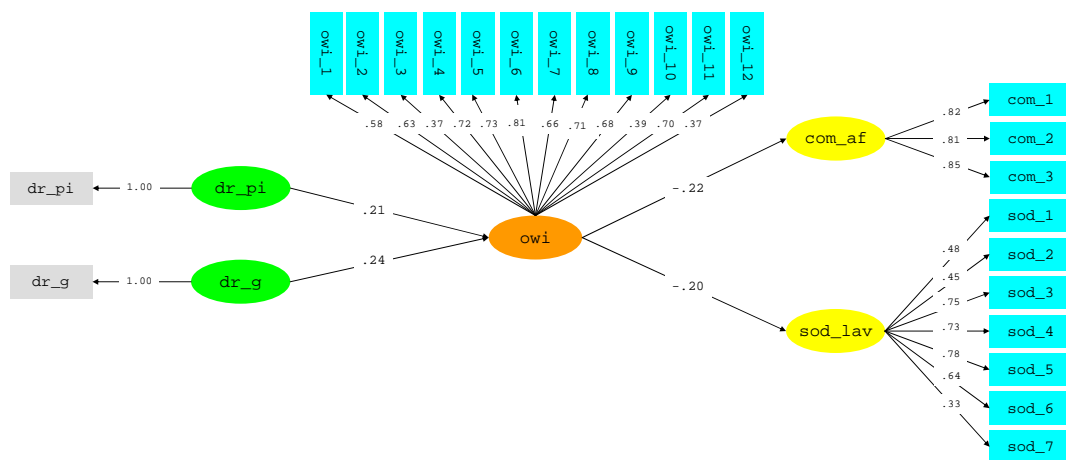 owi_1
owi_2
owi_3
owi_4
owi_5
owi_6
owi_7
owi_8
owi_9
owi_10
owi_11
owi_12
.58
.63
.37
.72
.73
.81
.66
.71
.68
.39
.70
.37
dr_pi
1.00
dr_pi
.21
dr_g
1.00
dr_g
.24
owi
-.22
-.20
com_af
.82
.81
.85
com_1
com_2
com_3
sod_lav
.48
.45
.75
.73
.78
.64
.33
sod_1
sod_2
sod_3
sod_4
sod_5
sod_6
sod_7